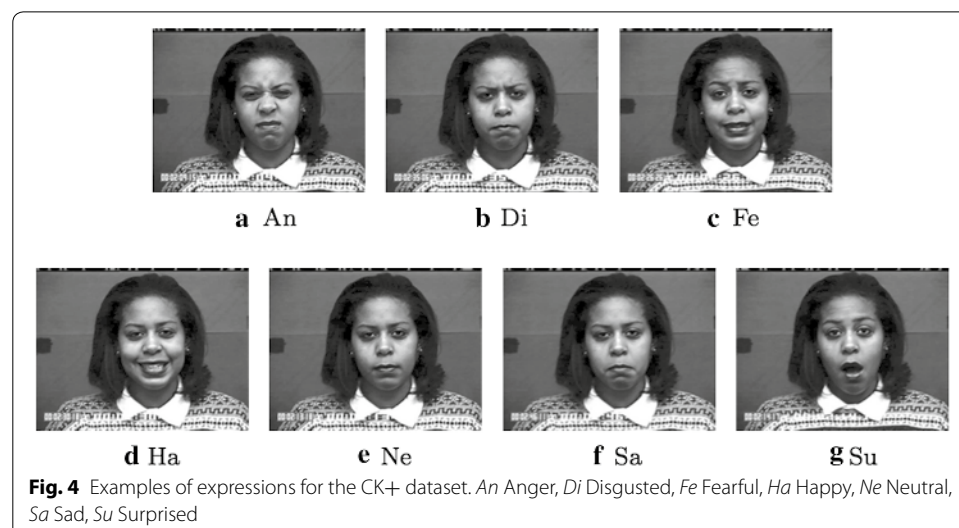 a An
b Di
c Fe
d Ha
e Ne
f Sa
g Su
Fig. 4 Examples of expressions for the CK+ dataset. An Anger, Di Disgusted, Fe Fearful, Ha Happy, Ne Neutral,
Sa Sad, Su Surprised